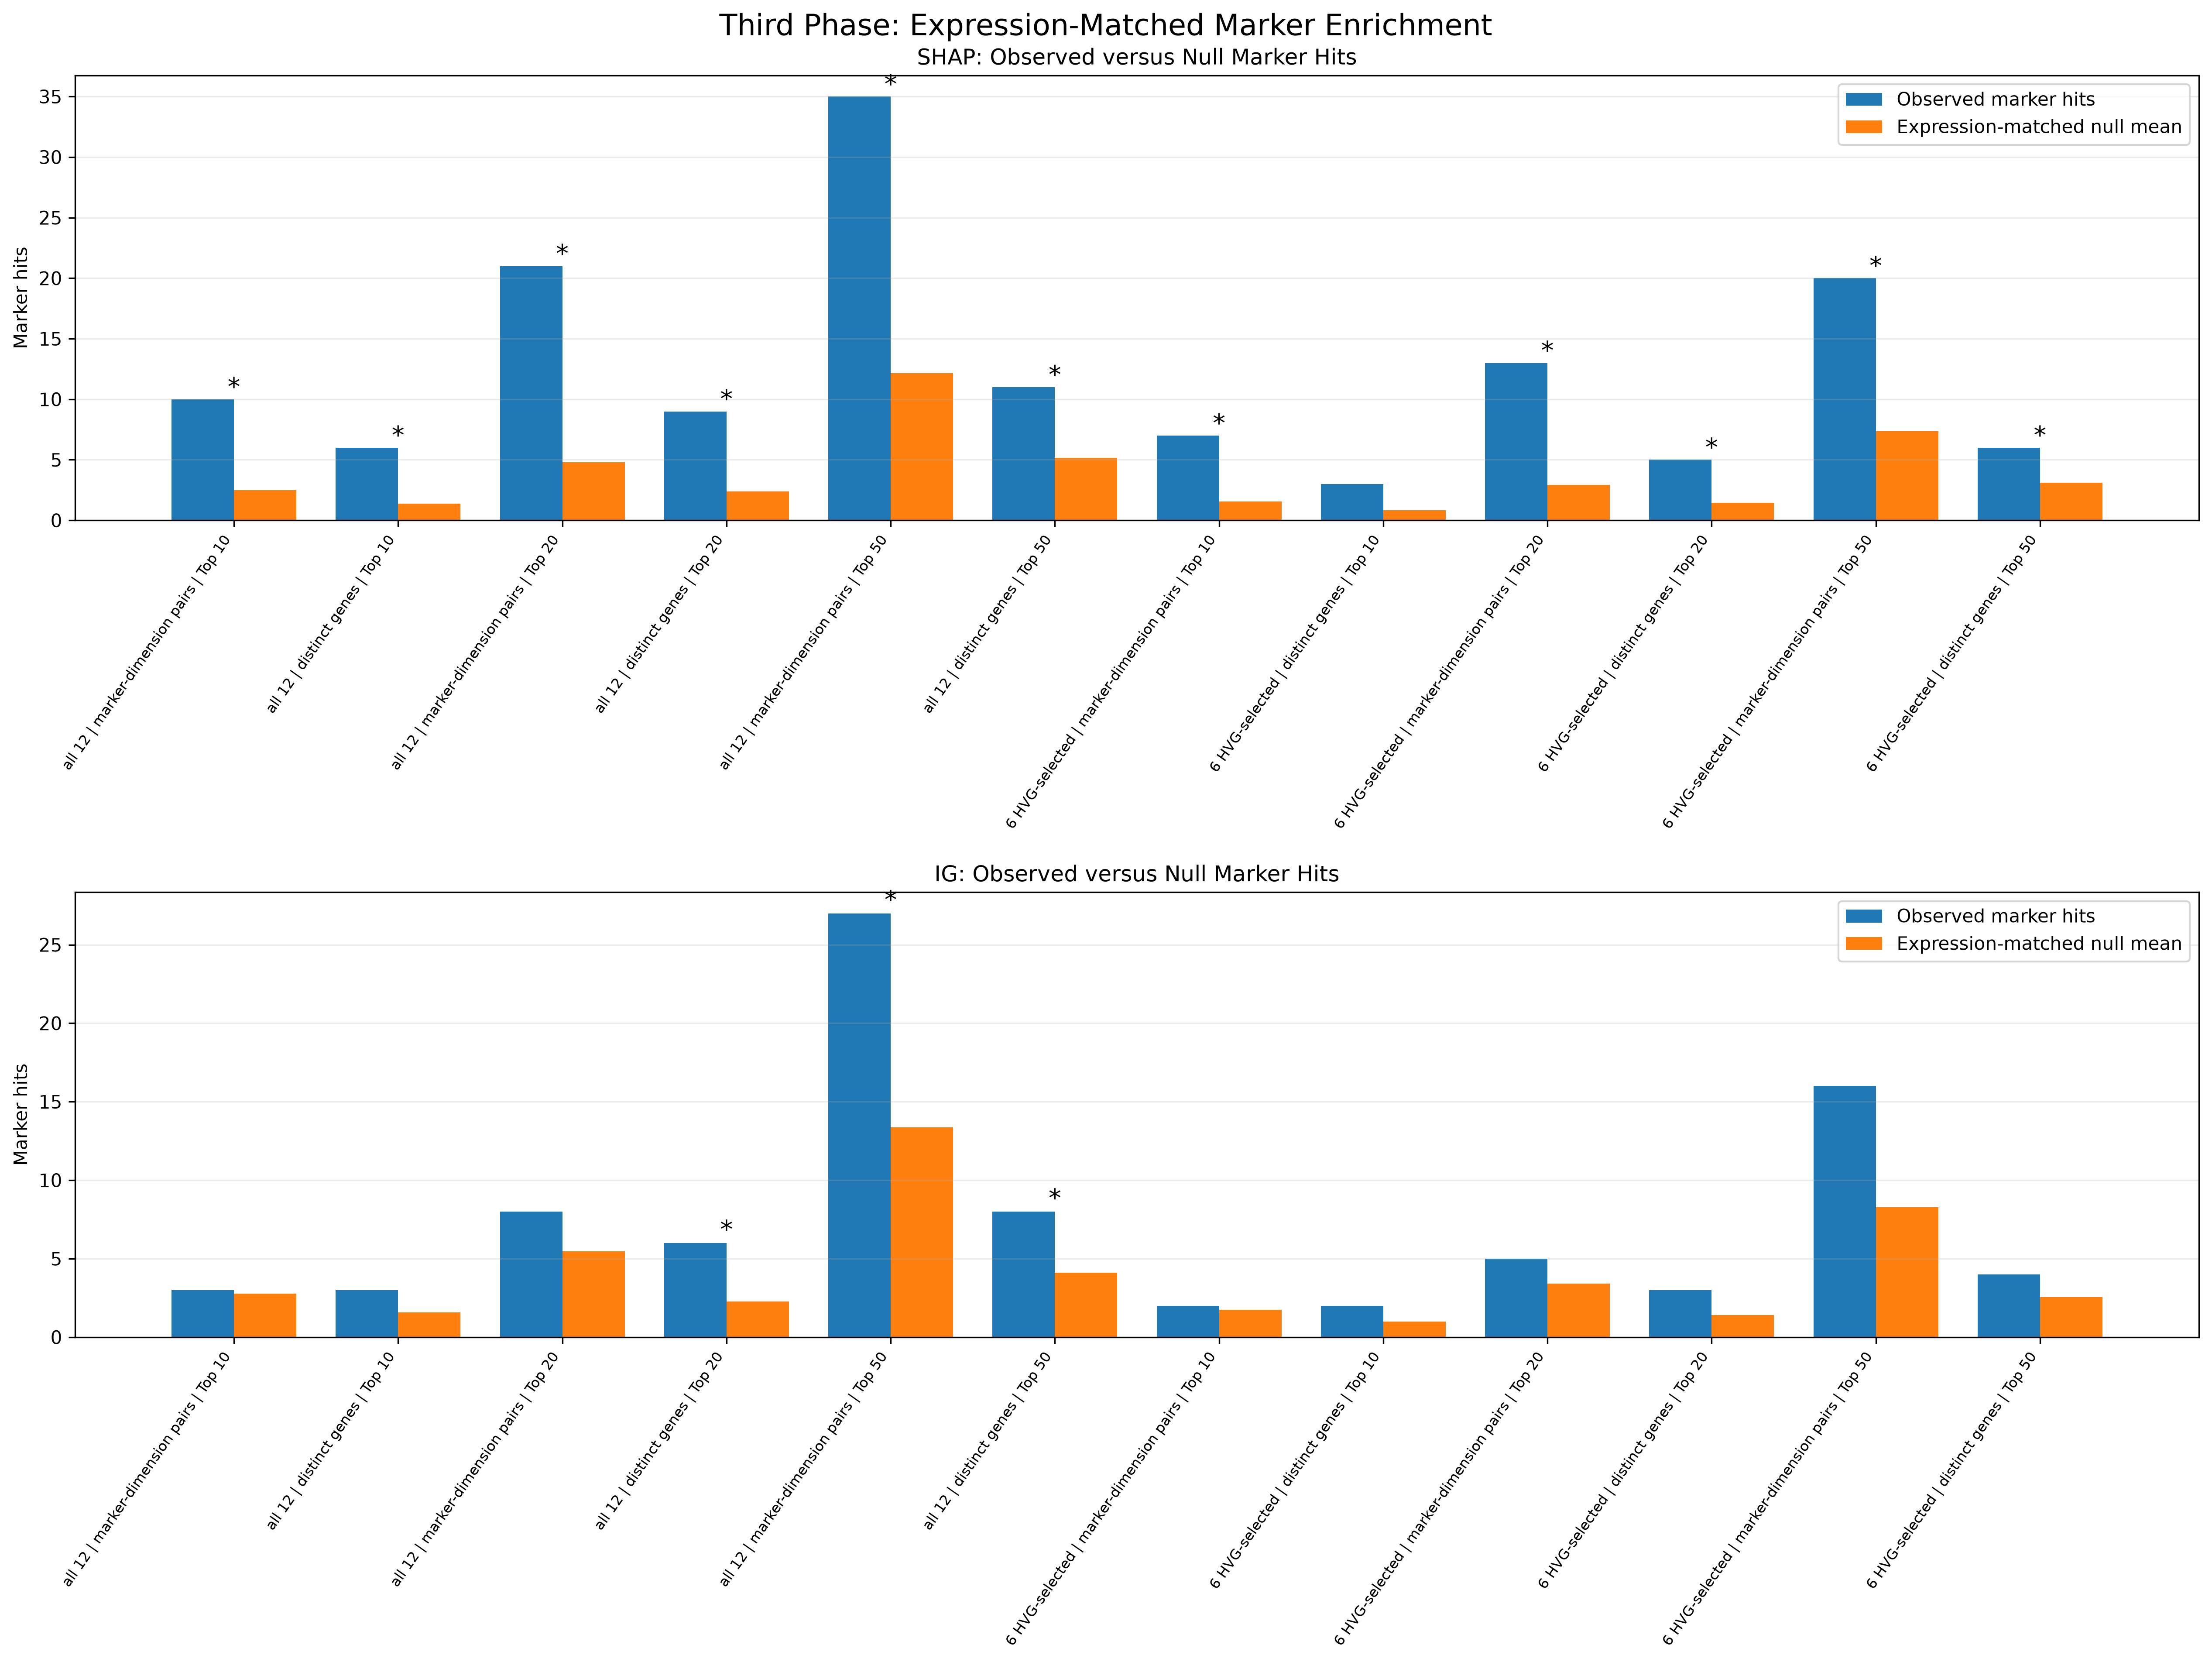 Third Phase: Expression-Matched Marker Enrichment
SHAP: Observed versus Null Marker Hits
Observed marker hits
Expression-matched null mean
Marker hits
35
30
25
20
15
10
5
0
*
*
*
*
*
*
*
*
*
*
*
all 12 | marker-dimension pairs | Top 10
all 12 | distinct genes | Top 10
all 12 | marker-dimension pairs | Top 20
all 12 | distinct genes | Top 20
all 12 | marker-dimension pairs | Top 50
all 12 | distinct genes | Top 50
6 HVG-selected | marker-dimension pairs | Top 10
6 HVG-selected | distinct genes | Top 10
6 HVG-selected | marker-dimension pairs | Top 20
6 HVG-selected | distinct genes | Top 20
6 HVG-selected | marker-dimension pairs | Top 50
6 HVG-selected | distinct genes | Top 50
IG: Observed versus Null Marker Hits
Observed marker hits
Expression-matched null mean
Marker hits
25
20
15
10
5
0
*
*
*
all 12 | marker-dimension pairs | Top 10
all 12 | distinct genes | Top 10
all 12 | marker-dimension pairs | Top 20
all 12 | distinct genes | Top 20
all 12 | marker-dimension pairs | Top 50
all 12 | distinct genes | Top 50
6 HVG-selected | marker-dimension pairs | Top 10
6 HVG-selected | distinct genes | Top 10
6 HVG-selected | marker-dimension pairs | Top 20
6 HVG-selected | distinct genes | Top 20
6 HVG-selected | marker-dimension pairs | Top 50
6 HVG-selected | distinct genes | Top 50